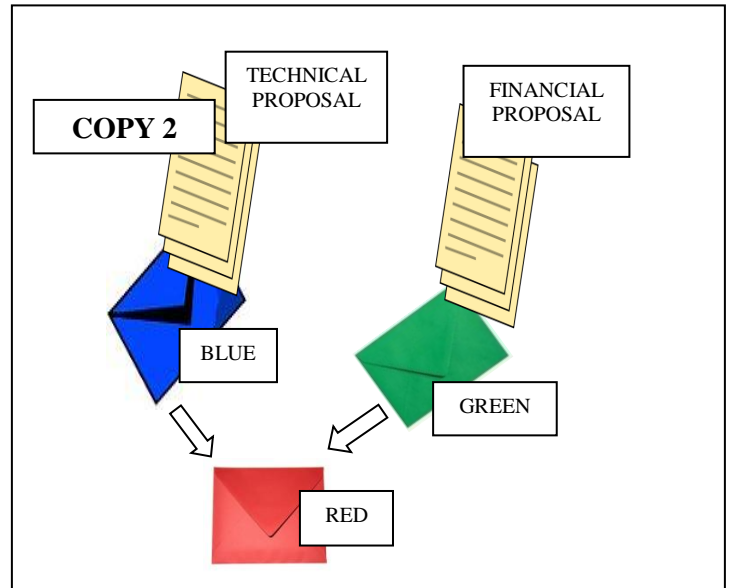 TECHNICAL
PROPOSAL
COPY 2
FINANCIAL
PROPOSAL
BLUE
GREEN
RED